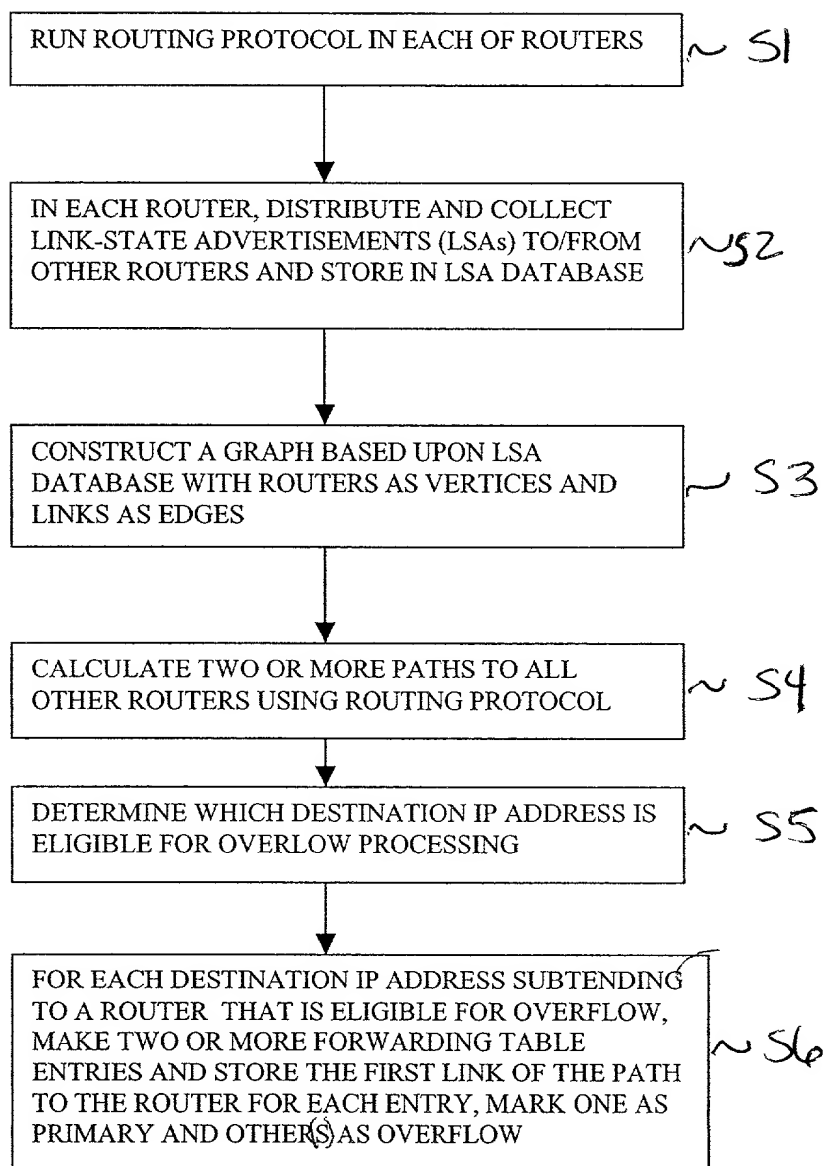 RUN ROUTING PROTOCOL IN EACH OF ROUTERS
~ S1
IN EACH ROUTER, DISTRIBUTE AND COLLECT
LINK-STATE ADVERTISEMENTS (LSAs) TO/FROM
OTHER ROUTERS AND STORE IN LSA DATABASE
~ S2
CONSTRUCT A GRAPH BASED UPON LSA
DATABASE WITH ROUTERS AS VERTICES AND
LINKS AS EDGES
~ S3
CALCULATE TWO OR MORE PATHS TO ALL
OTHER ROUTERS USING ROUTING PROTOCOL
~ S4
DETERMINE WHICH DESTINATION IP ADDRESS IS
ELIGIBLE FOR OVERLOW PROCESSING
~ S5
FOR EACH DESTINATION IP ADDRESS SUBTENDING
TO A ROUTER THAT IS ELIGIBLE FOR OVERFLOW,
MAKE TWO OR MORE FORWARDING TABLE
ENTRIES AND STORE THE FIRST LINK OF THE PATH
TO THE ROUTER FOR EACH ENTRY, MARK ONE AS
PRIMARY AND OTHER(S) AS OVERFLOW
~ S6